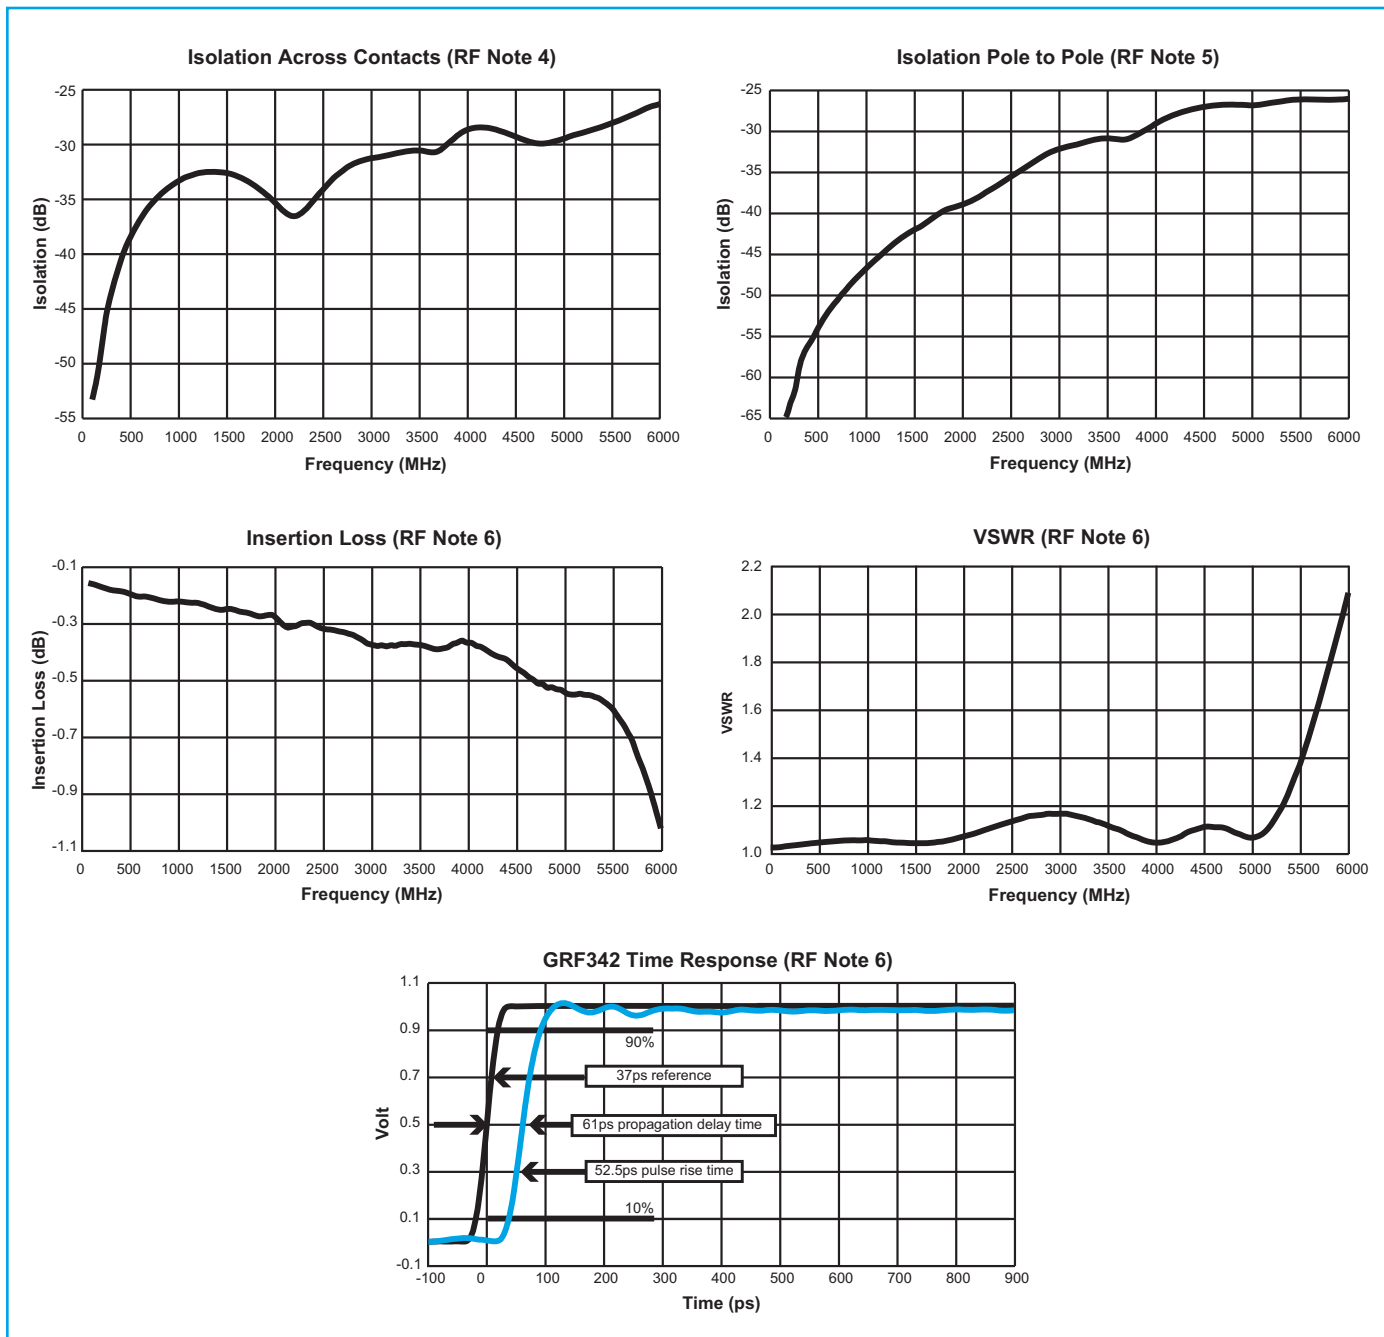 Isolation Across Contacts (RF Note 4)
-25
-30
-35
-40
-45
-50
-55
Isolation (dB)
0 500 1000 1500 2000 2500 3000 3500 4000 4500 5000 5500 6000
Frequency (MHz)
Isolation Pole to Pole (RF Note 5)
-25
-30
-35
-40
-45
-50
-55
-60
-65
Isolation (dB)
0 500 1000 1500 2000 2500 3000 3500 4000 4500 5000 5500 6000
Frequency (MHz)
Insertion Loss (RF Note 6)
-0.1
-0.3
-0.5
-0.7
-0.9
-1.1
Insertion Loss (dB)
0 500 1000 1500 2000 2500 3000 3500 4000 4500 5000 5500 6000
Frequency (MHz)
VSWR (RF Note 6)
2.2
2.0
1.8
1.6
1.4
1.2
1.0
VSWR
0 500 1000 1500 2000 2500 3000 3500 4000 4500 5000 5500 6000
Frequency (MHz)
GRF342 Time Response (RF Note 6)
1.1
0.9
0.7
0.5
0.3
0.1
-0.1
Volt
90%
37ps reference
61ps propagation delay time
52.5ps pulse rise time
10%
-100 0 100 200 300 400 500 600 700 800 900
Time (ps)